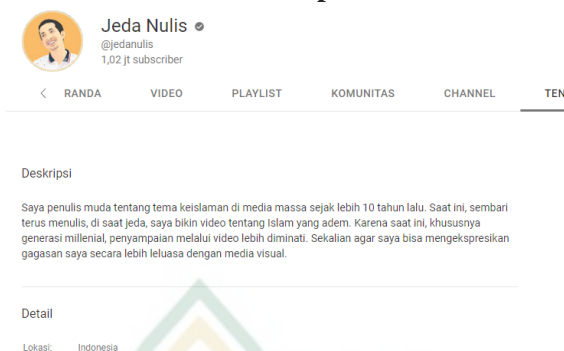 Jeda Nulis
@jedanulis
1,02 jt subscriber
RANDA VIDEO PLAYLIST KOMUNITAS CHANNEL TEN
Deskripsi
Saya penulis muda tentang tema keislaman di media massa sejak lebih 10 tahun lalu. Saat ini, sembari
terus menulis, di saat jeda, saya bikin video tentang Islam yang adem. Karena saat ini, khususnya
generasi millenial, penyampaian melalui video lebih diminati. Sekalian agar saya bisa mengekspresikan
gagasan saya secara lebih leluasa dengan media visual.
Detail
Lokasi: Indonesia